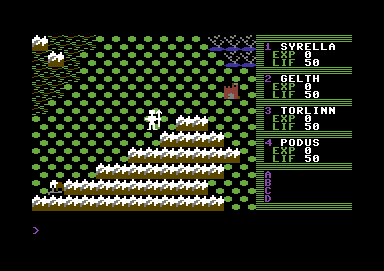 1 SYRELLA
EXP 0
LIF 50
2 GELTH
EXP 0
LIF 50
3 TORLINN
EXP 0
LIF 50
4 PODUS
EXP 0
LIF 50
A
B
C
D
>